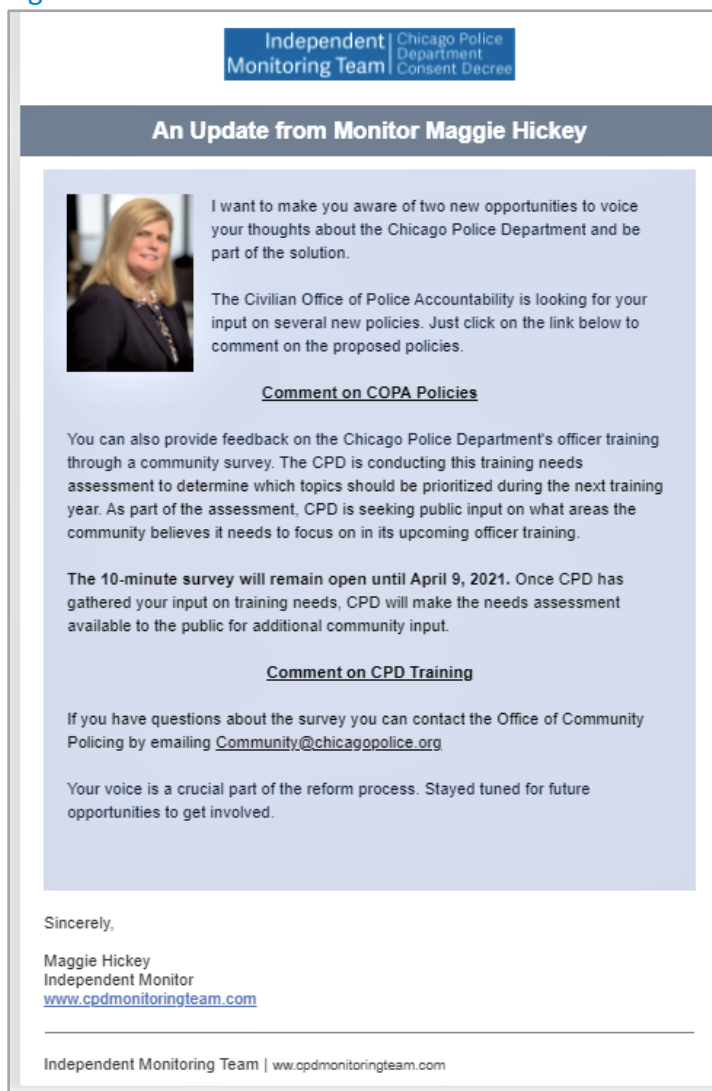 Independent
Monitoring Team
Chicago Police
Department
Consent Decree
An Update from Monitor Maggie Hickey
I want to make you aware of two new opportunities to voice
your thoughts about the Chicago Police Department and be
part of the solution.
The Civilian Office of Police Accountability is looking for your
input on several new policies. Just click on the link below to
comment on the proposed policies.
Comment on COPA Policies
You can also provide feedback on the Chicago Police Department's officer training
through a community survey. The CPD is conducting this training needs
assessment to determine which topics should be prioritized during the next training
year. As part of the assessment, CPD is seeking public input on what areas the
community believes it needs to focus on in its upcoming officer training.
The 10-minute survey will remain open until April 9, 2021. Once CPD has
gathered your input on training needs, CPD will make the needs assessment
available to the public for additional community input.
Comment on CPD Training
If you have questions about the survey you can contact the Office of Community
Policing by emailing Community@chicagopolice.org
Your voice is a crucial part of the reform process. Stayed tuned for future
opportunities to get involved.
Sincerely,
Maggie Hickey
Independent Monitor
www.cpdmonitoringteam.com
Independent Monitoring Team | ww.cpdmonitoringteam.com